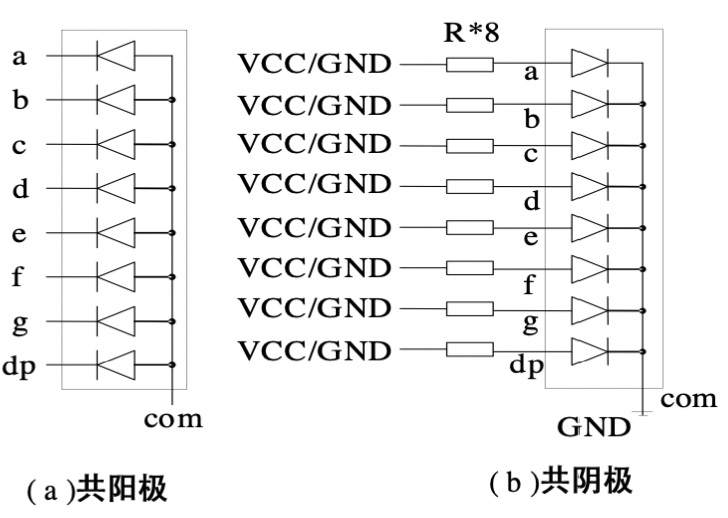 a
b
c
d
e
f
g
dp
com
(a)共阳极
R*8
VCC/GND
a
VCC/GND
b
VCC/GND
c
VCC/GND
d
VCC/GND
e
VCC/GND
f
VCC/GND
g
VCC/GND
dp
com
GND
(b)共阴极